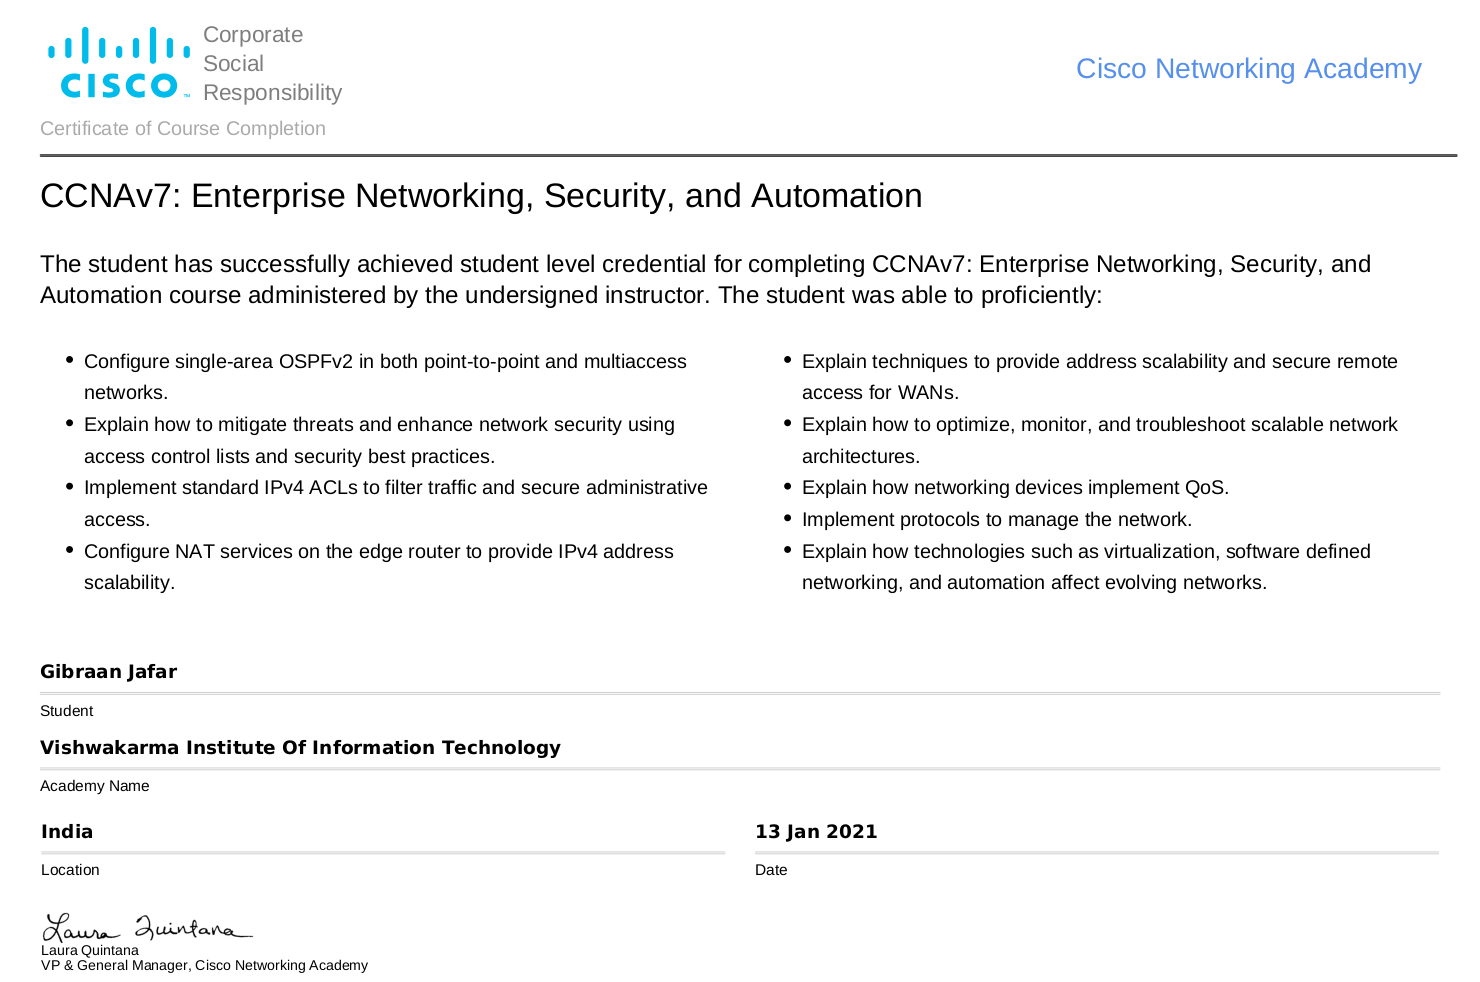 CISCO
Corporate
Social
Responsibility
Cisco Networking Academy
Certificate of Course Completion
CCNAv7: Enterprise Networking, Security, and Automation
The student has successfully achieved student level credential for completing CCNAv7: Enterprise Networking, Security, and
Automation course administered by the undersigned instructor. The student was able to proficiently:
• Configure single-area OSPFv2 in both point-to-point and multiaccess
networks.
• Explain how to mitigate threats and enhance network security using
access control lists and security best practices.
• Implement standard IPv4 ACLs to filter traffic and secure administrative
access.
• Configure NAT services on the edge router to provide IPv4 address
scalability.
• Explain techniques to provide address scalability and secure remote
access for WANs.
• Explain how to optimize, monitor, and troubleshoot scalable network
architectures.
• Explain how networking devices implement QoS.
• Implement protocols to manage the network.
• Explain how technologies such as virtualization, software defined
networking, and automation affect evolving networks.
Gibraan Jafar
Student
Vishwakarma Institute Of Information Technology
Academy Name
India
Location
13 Jan 2021
Date
Laura Quintana
Laura Quintana
VP & General Manager, Cisco Networking Academy